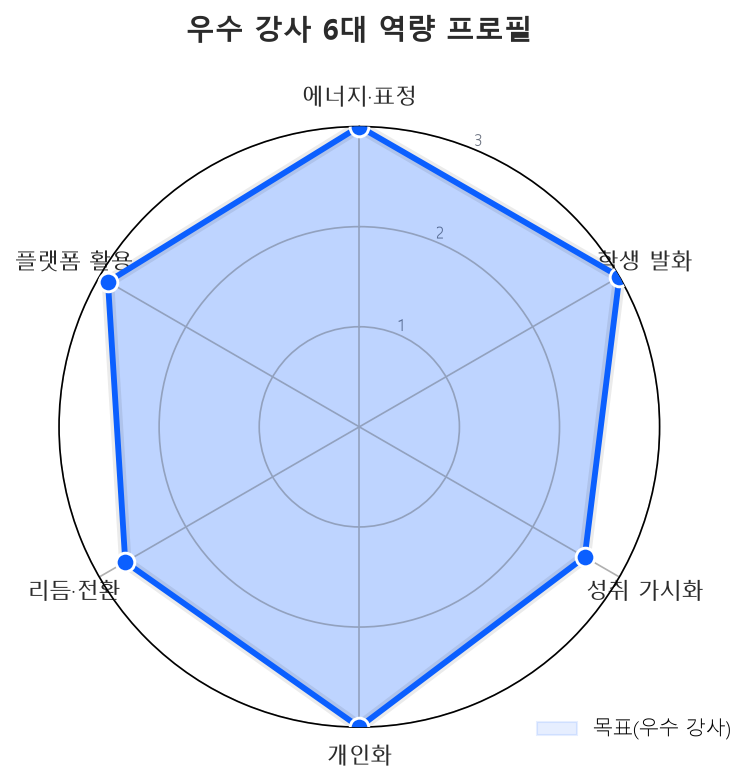 우수 강사 6대 역량 프로필
에너지·표정
3
2
플랫폼 활용
학생 발화
1
리듬·전환
성취 가시화
목표(우수 강사)
개인화